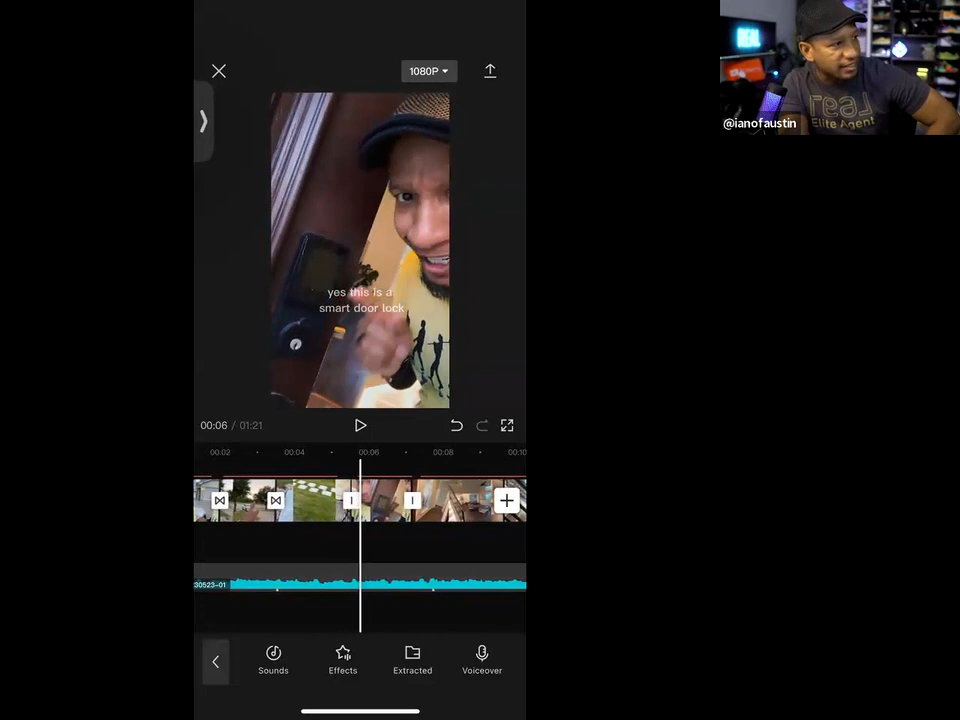 1080P
REAL
real
Elite Agent
@ianofaustin
yes this is a
smart door lock
00:06 / 01:21
00:02
00:04
00:06
00:08
00:10
30523-01
Sounds
Effects
Extracted
Voiceover